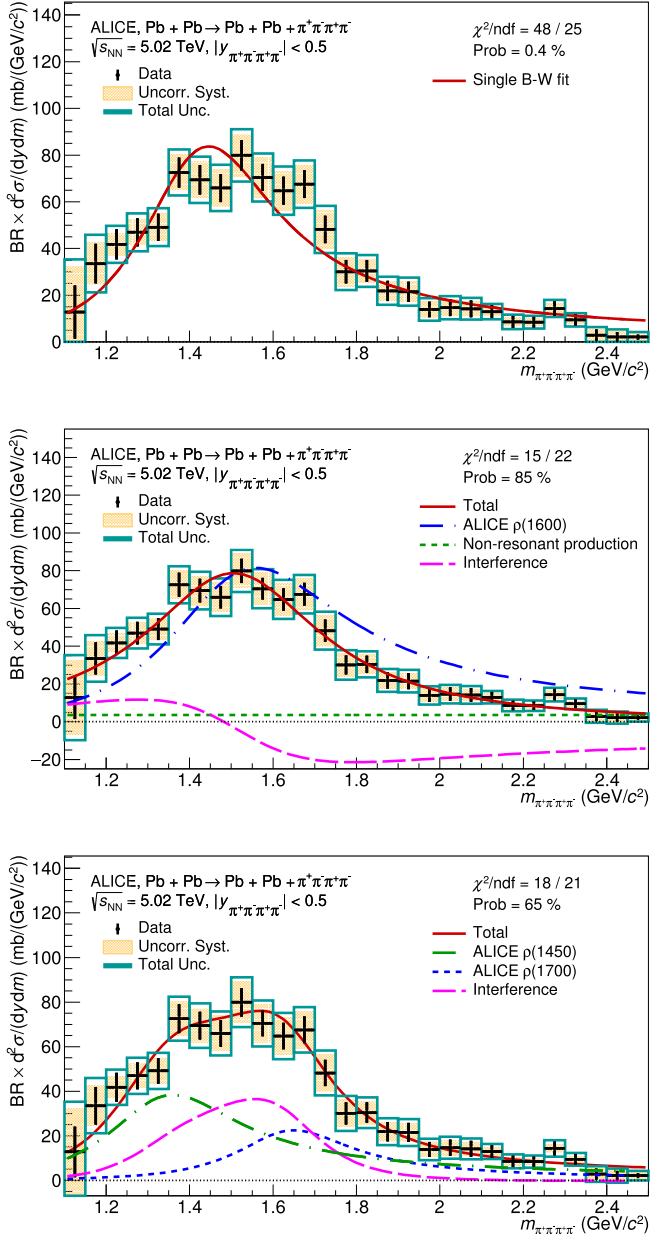 ALICE, Pb + Pb → Pb + Pb + π⁺π⁻π⁺π⁻
√s_NN = 5.02 TeV, |y_π⁺π⁻π⁺π⁻| < 0.5
χ²/ndf = 48 / 25
Prob = 0.4 %
Data
Uncorr. Syst.
Total Unc.
Single B-W fit
BR × d²σ/(dydm) (mb/(GeV/c²))
140
120
100
80
60
40
20
0
1.2 1.4 1.6 1.8 2 2.2 2.4
m_π⁺π⁻π⁺π⁻ (GeV/c²)
ALICE, Pb + Pb → Pb + Pb + π⁺π⁻π⁺π⁻
√s_NN = 5.02 TeV, |y_π⁺π⁻π⁺π⁻| < 0.5
χ²/ndf = 15 / 22
Prob = 85 %
Data
Uncorr. Syst.
Total Unc.
Total
ALICE ρ(1600)
Non-resonant production
Interference
BR × d²σ/(dydm) (mb/(GeV/c²))
140
120
100
80
60
40
20
0
−20
1.2 1.4 1.6 1.8 2 2.2 2.4
m_π⁺π⁻π⁺π⁻ (GeV/c²)
ALICE, Pb + Pb → Pb + Pb + π⁺π⁻π⁺π⁻
√s_NN = 5.02 TeV, |y_π⁺π⁻π⁺π⁻| < 0.5
χ²/ndf = 18 / 21
Prob = 65 %
Data
Uncorr. Syst.
Total Unc.
Total
ALICE ρ(1450)
ALICE ρ(1700)
Interference
BR × d²σ/(dydm) (mb/(GeV/c²))
140
120
100
80
60
40
20
0
1.2 1.4 1.6 1.8 2 2.2 2.4
m_π⁺π⁻π⁺π⁻ (GeV/c²)